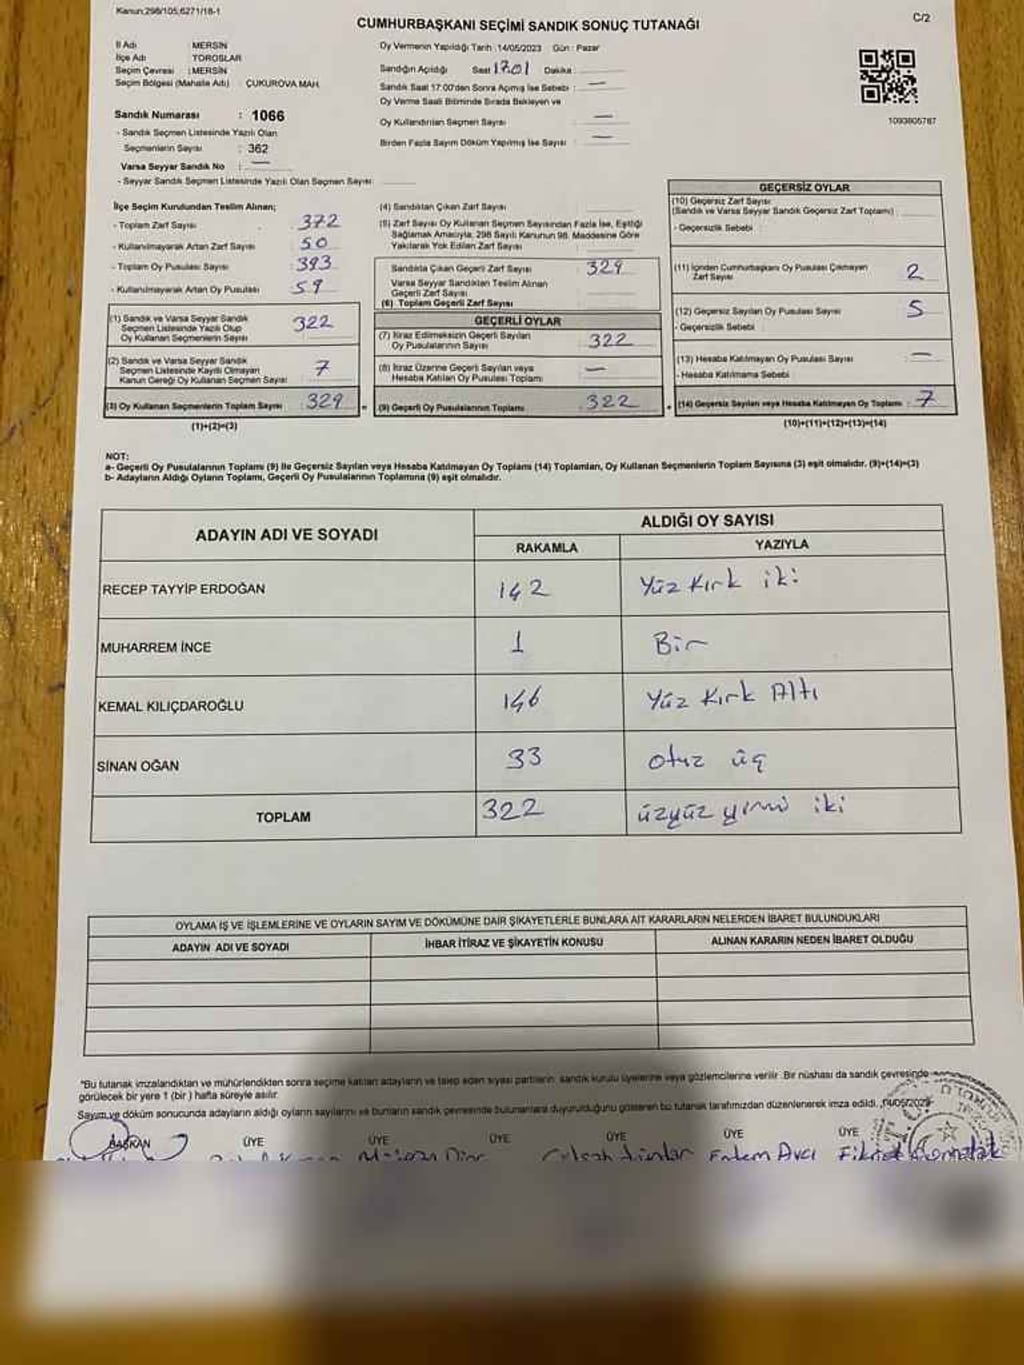 Kanun;298/105;6271/18-1
CUMHURBAŞKANI SEÇİMİ SANDIK SONUÇ TUTANAĞI
C/2
İl Adı : MERSİN
İlçe Adı : TOROSLAR
Seçim Çevresi : MERSİN
Seçim Bölgesi (Mahalle Adı) : ÇUKUROVA MAH.
Oy Vermenin Yapıldığı Tarih :14/05/2023 Gün : Pazar
Sandığın Açıldığı Saat 17.01 Dakika :
Sandık Saat 17:00'den Sonra Açımış İse Sebebi : —
Oy Verme Saati Bitiminde Sırada Bekleyen ve
Oy Kullandırılan Seçmen Sayısı : —
Birden Fazla Sayım Döküm Yapılmış İse Sayısı : —
1093805787
Sandık Numarası : 1066
- Sandık Seçmen Listesinde Yazılı Olan
Seçmenlerin Sayısı : 362
Varsa Seyyar Sandık No : —
- Seyyar Sandık Seçmen Listesinde Yazılı Olan Seçmen Sayısı:
İlçe Seçim Kurulundan Teslim Alınan;
- Toplam Zarf Sayısı : 372
- Kullanılmayarak Artan Zarf Sayısı : 50
- Toplam Oy Pusulası Sayısı : 393
- Kullanılmayarak Artan Oy Pusulası : 59
(1) Sandık ve Varsa Seyyar Sandık
Seçmen Listesinde Yazılı Olup
Oy Kullanan Seçmenlerin Sayısı : 322
(2) Sandık ve Varsa Seyyar Sandık
Seçmen Listesinde Kayıtlı Olmayan
Kanun Gereği Oy Kullanan Seçmen Sayısı : 7
(3) Oy Kullanan Seçmenlerin Toplam Sayısı : 329
(1)+(2)=(3)
(4) Sandıktan Çıkan Zarf Sayısı :
(5) Zarf Sayısı Oy Kullanan Seçmen Sayısından Fazla İse, Eşitliği
Sağlamak Amacıyla; 298 Sayılı Kanunun 98. Maddesine Göre
Yakılarak Yok Edilen Zarf Sayısı :
Sandıkta Çıkan Geçerli Zarf Sayısı : 329
Varsa Seyyar Sandıktan Teslim Alınan
Geçerli Zarf Sayısı :
(6) Toplam Geçerli Zarf Sayısı :
GEÇERLİ OYLAR
(7) İtiraz Edilmeksizin Geçerli Sayılan
Oy Pusulalarının Sayısı : 322
(8) İtiraz Üzerine Geçerli Sayılan veya
Hesaba Katılan Oy Pusulası Toplamı : —
(9) Geçerli Oy Pusulalarının Toplamı : 322
GEÇERSİZ OYLAR
(10) Geçersiz Zarf Sayısı
(Sandık ve Varsa Seyyar Sandık Geçersiz Zarf Toplamı) :
- Geçersizlik Sebebi :
(11) İçinden Cumhurbaşkanı Oy Pusulası Çıkmayan
Zarf Sayısı : 2
(12) Geçersiz Sayılan Oy Pusulası Sayısı : 5
- Geçersizlik Sebebi :
(13) Hesaba Katılmayan Oy Pusulası Sayısı : —
- Hesaba Katılmama Sebebi :
(14) Geçersiz Sayılan veya Hesaba Katılmayan Oy Toplamı : 7
(10)+(11)+(12)+(13)=(14)
NOT:
a- Geçerli Oy Pusulalarının Toplamı (9) ile Geçersiz Sayılan veya Hesaba Katılmayan Oy Toplamı (14) Toplamları, Oy Kullanan Seçmenlerin Toplam Sayısına (3) eşit olmalıdır. (9)+(14)=(3)
b- Adayların Aldığı Oyların Toplamı, Geçerli Oy Pusulalarının Toplamına (9) eşit olmalıdır.
ADAYIN ADI VE SOYADI
ALDIĞI OY SAYISI
RAKAMLA YAZIYLA
RECEP TAYYİP ERDOĞAN 142 Yüz Kırk iki
MUHARREM İNCE 1 Bir
KEMAL KILIÇDAROĞLU 146 Yüz Kırk Altı
SİNAN OĞAN 33 otuz üç
TOPLAM 322 üzyüz yirmi iki
OYLAMA İŞ VE İŞLEMLERİNE VE OYLARIN SAYIM VE DÖKÜMÜNE DAİR ŞİKAYETLERLE BUNLARA AİT KARARLARIN NELERDEN İBARET BULUNDUKLARI
ADAYIN ADI VE SOYADI İHBAR İTİRAZ VE ŞİKAYETİN KONUSU ALINAN KARARIN NEDEN İBARET OLDUĞU
"Bu tutanak imzalandıktan ve mühürlendikten sonra seçime katılan adayların ve talep eden siyasi partilerin sandık kurulu üyelerine veya gözlemcilerine verilir. Bir nüshası da sandık çevresinde
görülecek bir yere 1 (bir ) hafta süreyle asılır.
Sayım ve döküm sonucunda adayların aldığı oyların sayılarını ve bunların sandık çevresinde bulunanlara duyurulduğunu gösteren bu tutanak tarafımızdan düzenlenerek imza edildi. 14/05/2023
BAŞKAN ÜYE ÜYE ÜYE ÜYE ÜYE ÜYE
Erdem Avcı Fikret